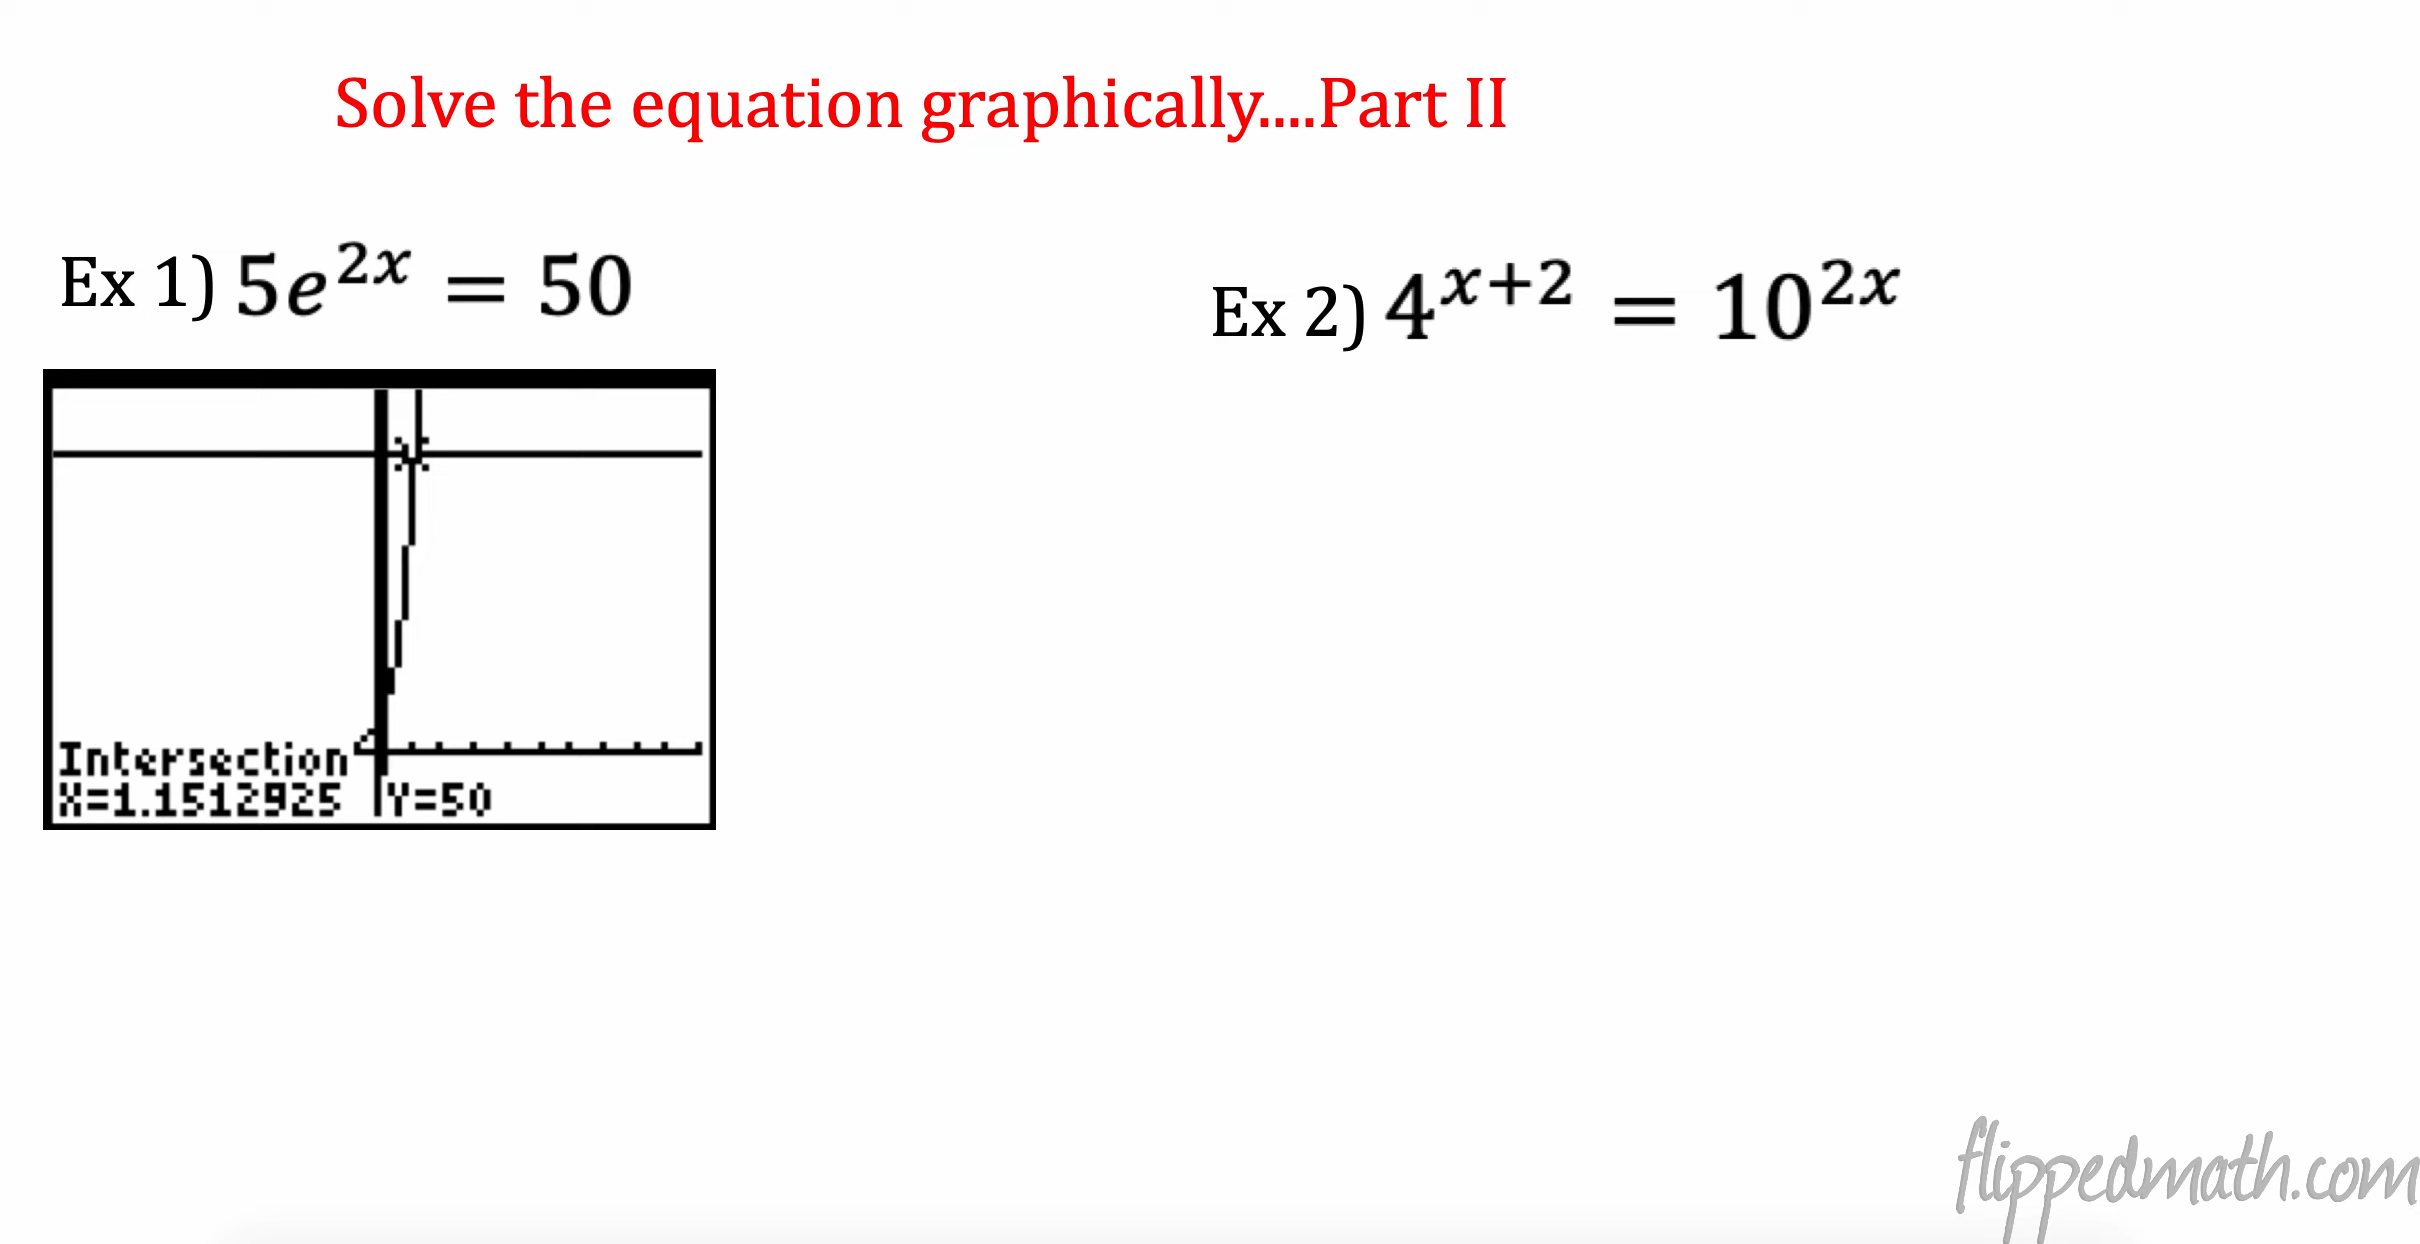 Solve the equation graphically....Part II
Ex 1) 5e^{2x} = 50
Ex 2) 4^{x+2} = 10^{2x}
Intersection
X=1.1512925 Y=50
flippedmath.com